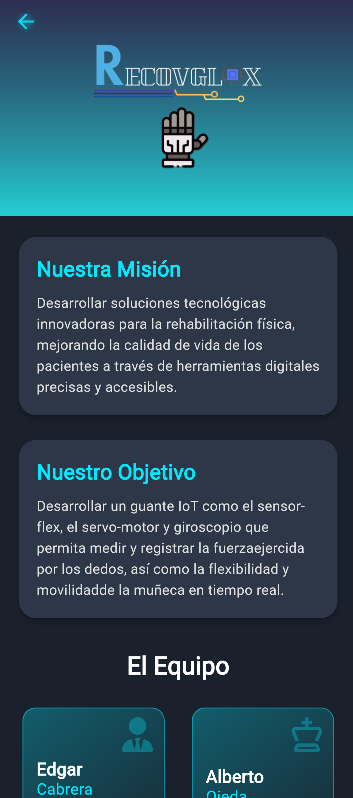 RECOVGLOX
Nuestra Misión
Desarrollar soluciones tecnológicas
innovadoras para la rehabilitación física,
mejorando la calidad de vida de los
pacientes a través de herramientas digitales
precisas y accesibles.
Nuestro Objetivo
Desarrollar un guante IoT como el sensor-
flex, el servo-motor y giroscopio que
permita medir y registrar la fuerzaejercida
por los dedos, así como la flexibilidad y
movilidadde la muñeca en tiempo real.
El Equipo
Edgar
Cabrera
Alberto
Ojeda